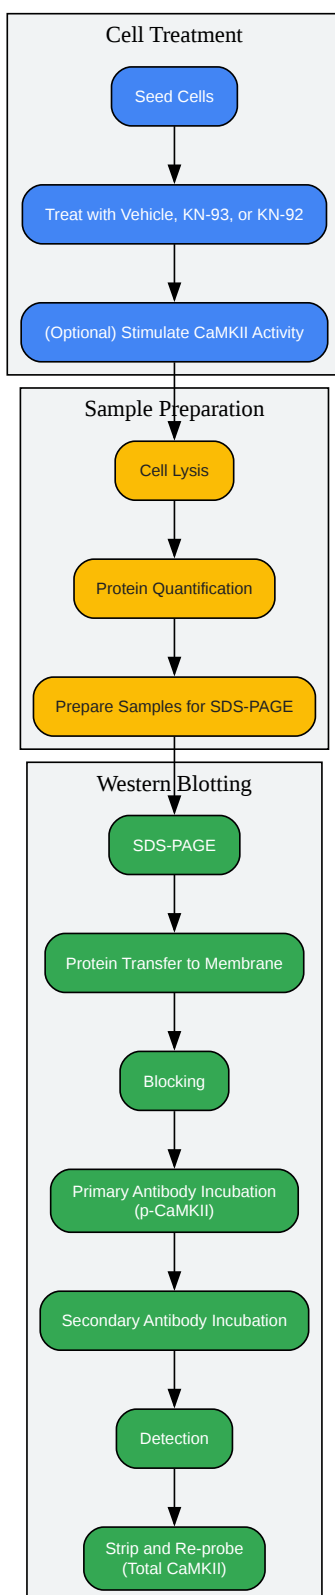 Cell Treatment
Seed Cells
Treat with Vehicle, KN-93, or KN-92
(Optional) Stimulate CaMKII Activity
Sample Preparation
Cell Lysis
Protein Quantification
Prepare Samples for SDS-PAGE
Western Blotting
SDS-PAGE
Protein Transfer to Membrane
Blocking
Primary Antibody Incubation
(p-CaMKII)
Secondary Antibody Incubation
Detection
Strip and Re-probe
(Total CaMKII)